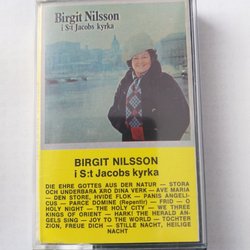 Birgit Nilsson
i S:t Jacobs kyrka
BIRGIT NILSSON
i S:t Jacobs kyrka
DIE EHRE GOTTES AUS DER NATUR — STORA
OCH UNDERBARA ÄRO DINA VERK — AVE MARIA
— DEN STORE, HVIDE FLOK — PANIS ANGELI-
CUS — PARCE DOMINE (Repentir) — FRID — O
HOLY NIGHT — THE HOLY CITY — WE THREE
KINGS OF ORIENT — HARK! THE HERALD AN-
GELS SING — JOY TO THE WORLD — TOCHTER
ZION, FREUE DICH — STILLE NACHT, HEILIGE
NACHT